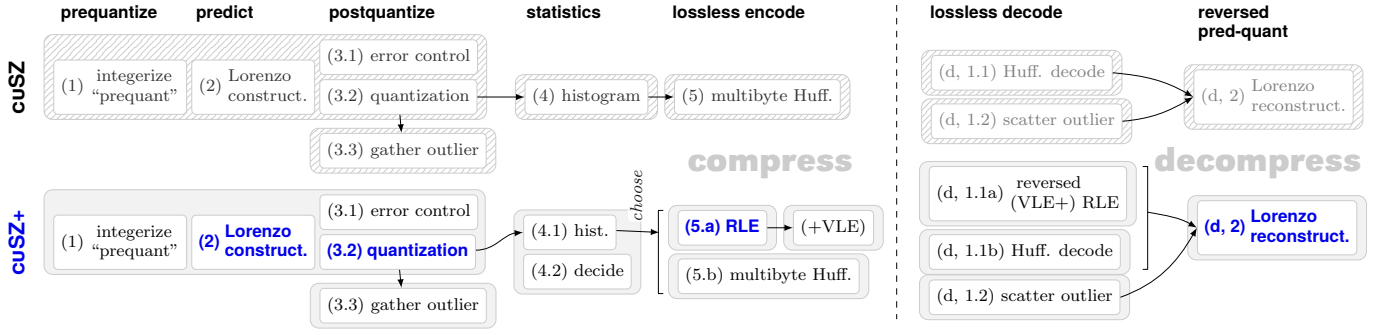 prequantize predict postquantize statistics lossless encode lossless decode reversed
pred-quant
cuSZ
(1) integerize
“prequant”
(2) Lorenzo
construct.
(3.1) error control
(3.2) quantization
(3.3) gather outlier
(4) histogram
(5) multibyte Huff.
(d, 1.1) Huff. decode
(d, 1.2) scatter outlier
(d, 2) Lorenzo
reconstruct.
compress
decompress
cuSZ+
(1) integerize
“prequant”
(2) Lorenzo
construct.
(3.1) error control
(3.2) quantization
(3.3) gather outlier
(4.1) hist.
(4.2) decide
choose
(5.a) RLE
(+VLE)
(5.b) multibyte Huff.
(d, 1.1a) reversed
(VLE+) RLE
(d, 1.1b) Huff. decode
(d, 1.2) scatter outlier
(d, 2) Lorenzo
reconstruct.